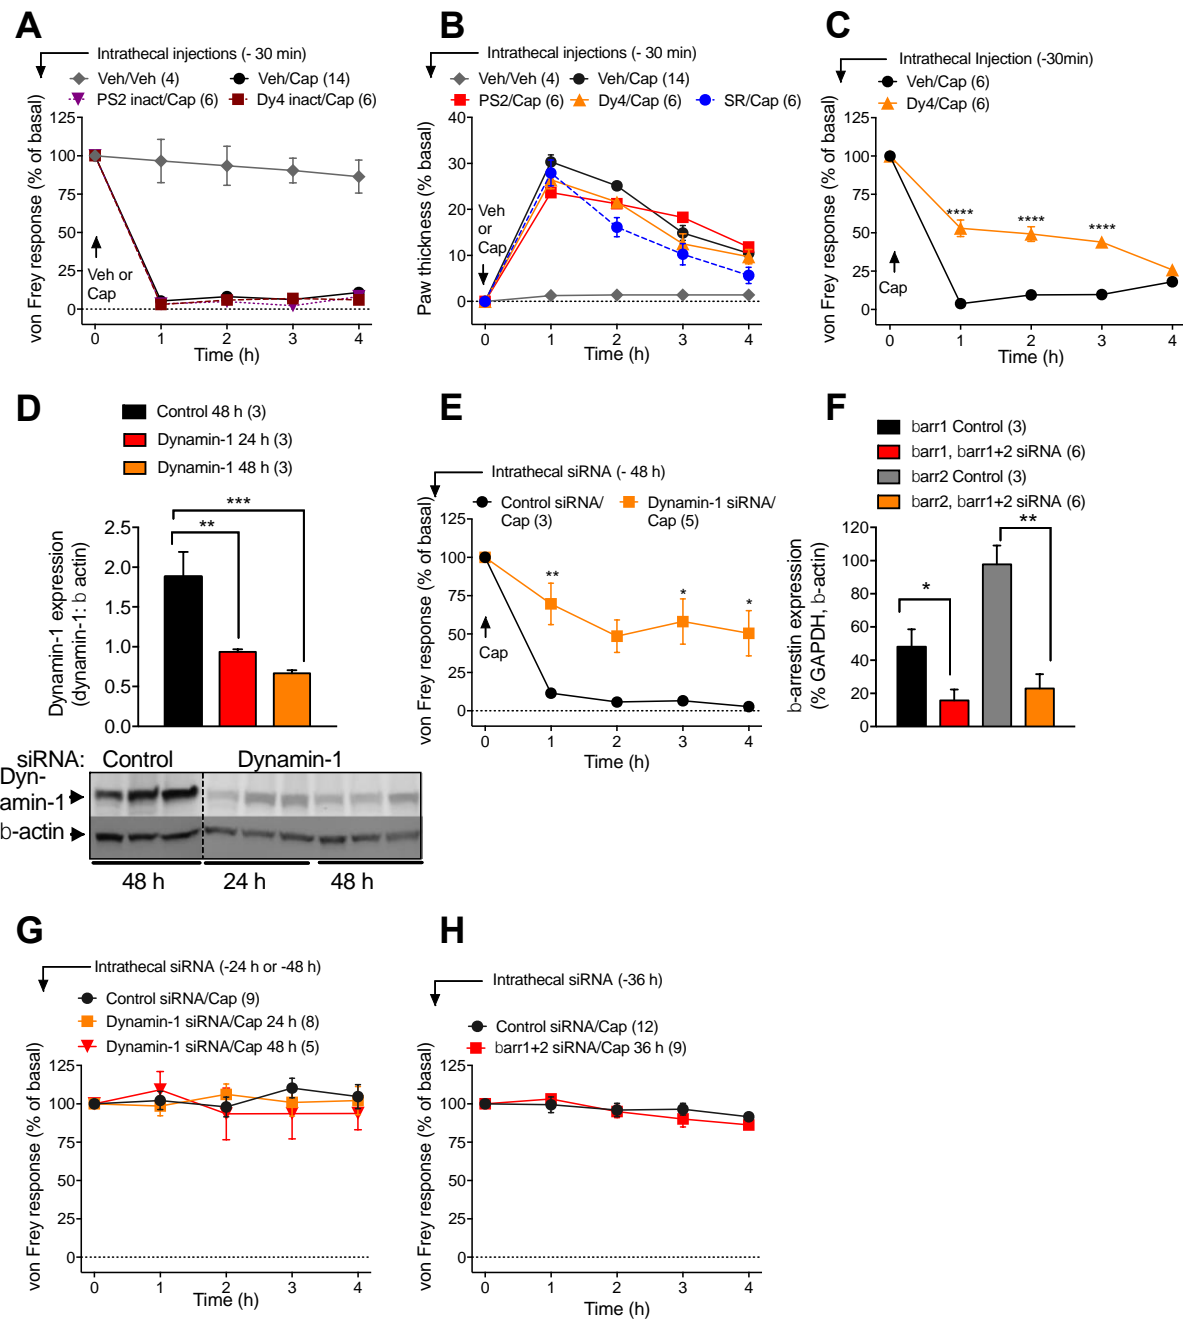 A
Intrathecal injections (- 30 min)
Veh/Veh (4)
Veh/Cap (14)
PS2 inact/Cap (6)
Dy4 inact/Cap (6)
von Frey response (% of basal)
125
100
75
50
25
0
Veh or
Cap
0 1 2 3 4
Time (h)
B
Intrathecal injections (- 30 min)
Veh/Veh (4)
Veh/Cap (14)
PS2/Cap (6)
Dy4/Cap (6)
SR/Cap (6)
Paw thickness (% basal)
40
30
20
10
0
Veh
or
Cap
0 1 2 3 4
Time (h)
C
Intrathecal Injection (-30min)
Veh/Cap (6)
Dy4/Cap (6)
von Frey response (% of basal)
125
100
75
50
25
0
**** **** ****
Cap
0 1 2 3 4
Time (h)
D
Control 48 h (3)
Dynamin-1 24 h (3)
Dynamin-1 48 h (3)
Dynamin-1 expression
(dynamin-1: b actin)
2.5
2.0
1.5
1.0
0.5
0.0
***
**
siRNA: Control Dynamin-1
Dyn-
amin-1
b-actin
48 h 24 h 48 h
E
Intrathecal siRNA (- 48 h)
Control siRNA/
Cap (3)
Dynamin-1 siRNA/
Cap (5)
von Frey response (% of basal)
125
100
75
50
25
0
** * *
Cap
0 1 2 3 4
Time (h)
F
barr1 Control (3)
barr1, barr1+2 siRNA (6)
barr2 Control (3)
barr2, barr1+2 siRNA (6)
b-arrestin expression
(% GAPDH, b-actin)
120
100
80
60
40
20
0
*
**
G
Intrathecal siRNA (-24 h or -48 h)
Control siRNA/Cap (9)
Dynamin-1 siRNA/Cap 24 h (8)
Dynamin-1 siRNA/Cap 48 h (5)
von Frey response (% of basal)
125
100
75
50
25
0
0 1 2 3 4
Time (h)
H
Intrathecal siRNA (-36 h)
Control siRNA/Cap (12)
barr1+2 siRNA/Cap 36 h (9)
von Frey response (% of basal)
125
100
75
50
25
0
0 1 2 3 4
Time (h)